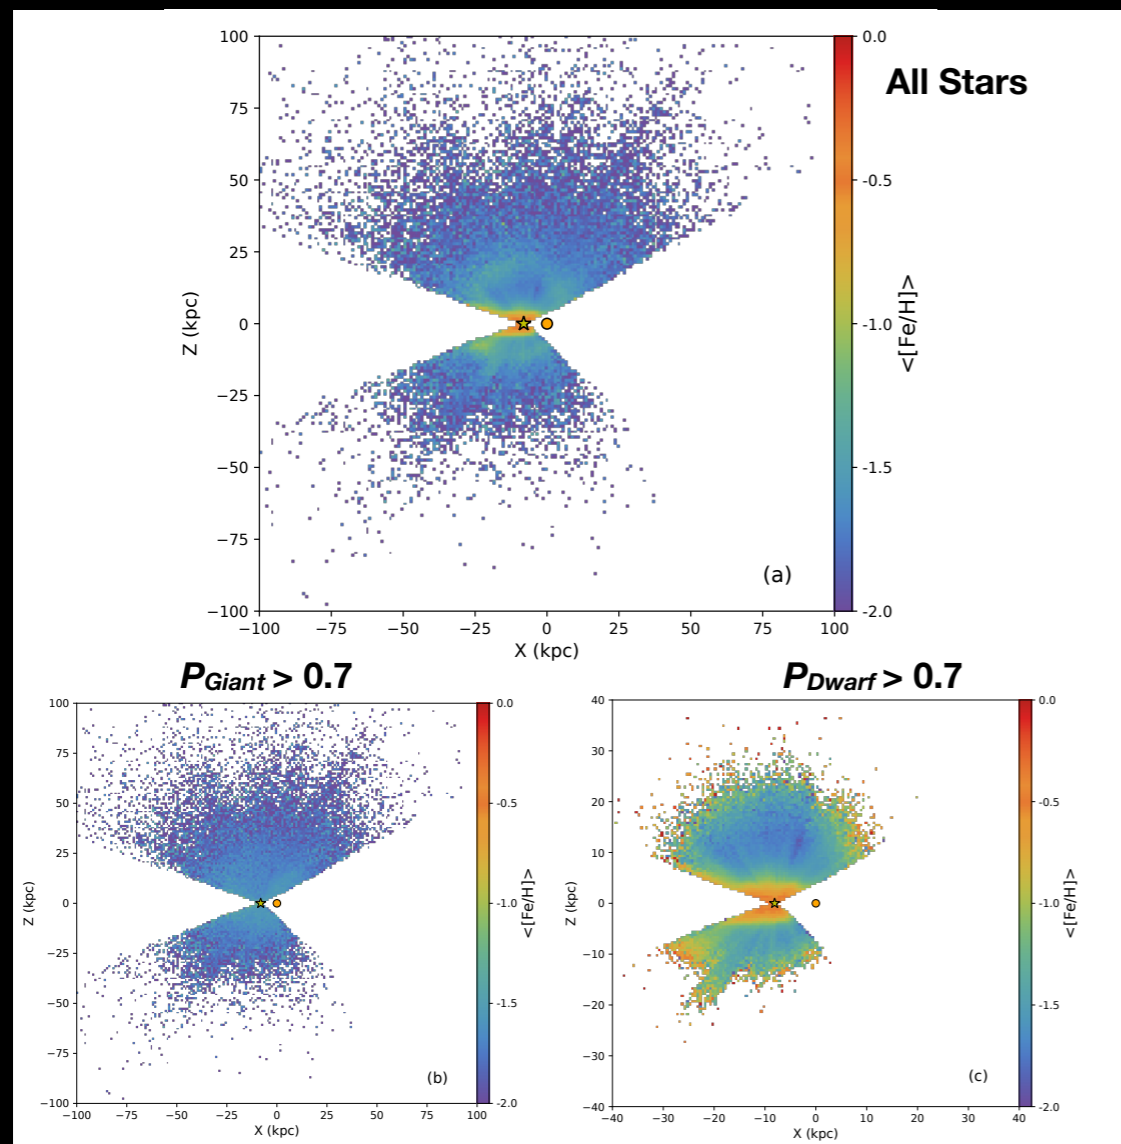 All Stars
100
75
50
25
0
−25
−50
−75
−100
Z (kpc)
−100 −75 −50 −25 0 25 50 75 100
X (kpc)
(a)
0.0
-0.5
-1.0
-1.5
-2.0
<[Fe/H]>
PGiant > 0.7
100
75
50
25
0
−25
−50
−75
−100
Z (kpc)
−100 −75 −50 −25 0 25 50 75 100
X (kpc)
(b)
0.0
-0.5
-1.0
-1.5
-2.0
<[Fe/H]>
PDwarf > 0.7
40
30
20
10
0
−10
−20
−30
−40
Z (kpc)
−40 −30 −20 −10 0 10 20 30 40
X (kpc)
(c)
0.0
-0.5
-1.0
-1.5
-2.0
<[Fe/H]>